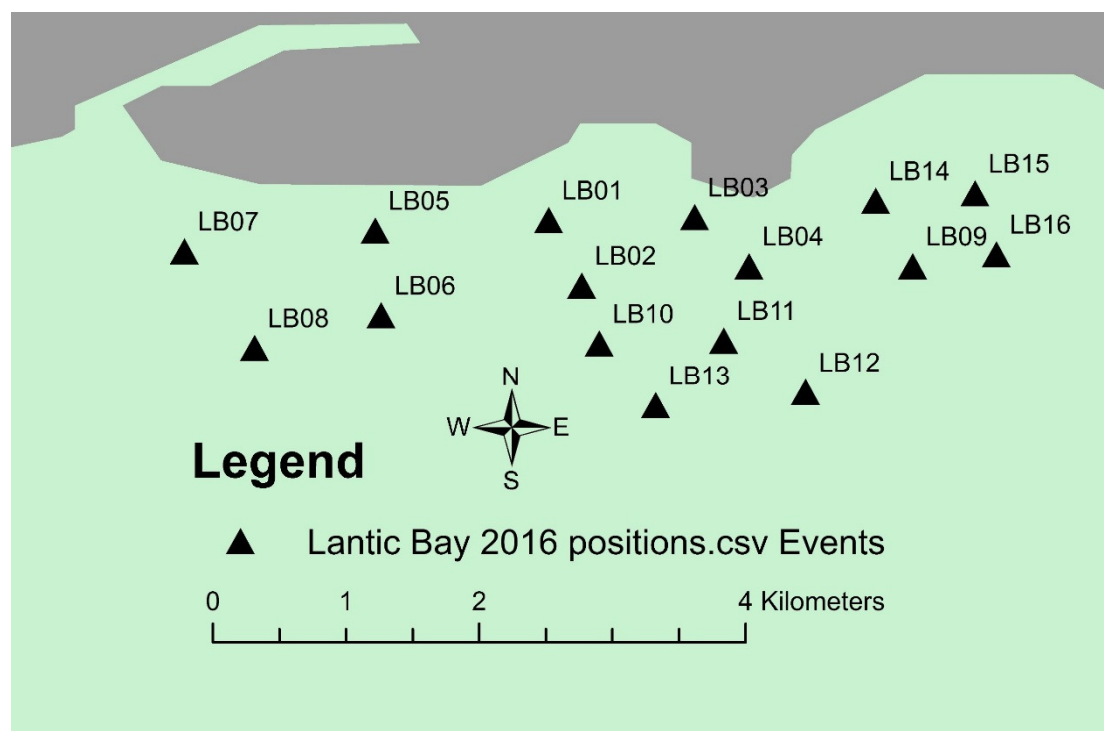 LB15
LB14
LB03
LB01
LB05
LB07
LB16
LB09
LB04
LB02
LB06
LB10
LB11
LB08
LB12
LB13
N
W E
S
Legend
Lantic Bay 2016 positions.csv Events
0 1 2 4 Kilometers